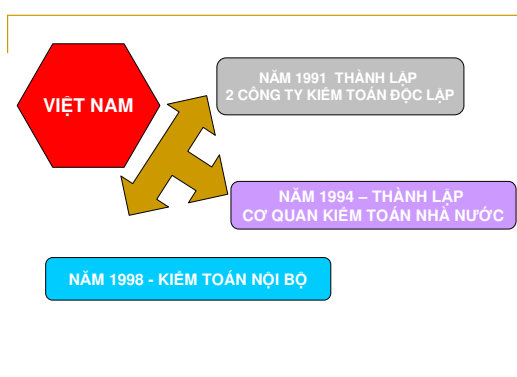 VIỆT NAM
NĂM 1991 THÀNH LẬP
2 CÔNG TY KIỂM TOÁN ĐỘC LẬP
NĂM 1994 – THÀNH LẬP
CƠ QUAN KIỂM TOÁN NHÀ NƯỚC
NĂM 1998 - KIỂM TOÁN NỘI BỘ